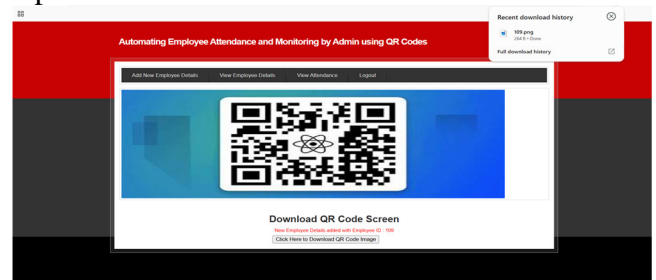 Recent download history
109.png
264 B • Done
Full download history
Automating Employee Attendance and Monitoring by Admin using QR Codes
Add New Employee Details View Employee Details View Attendance Logout
Download QR Code Screen
New Employee Details added with Employee ID : 109
Click Here to Download QR Code Image